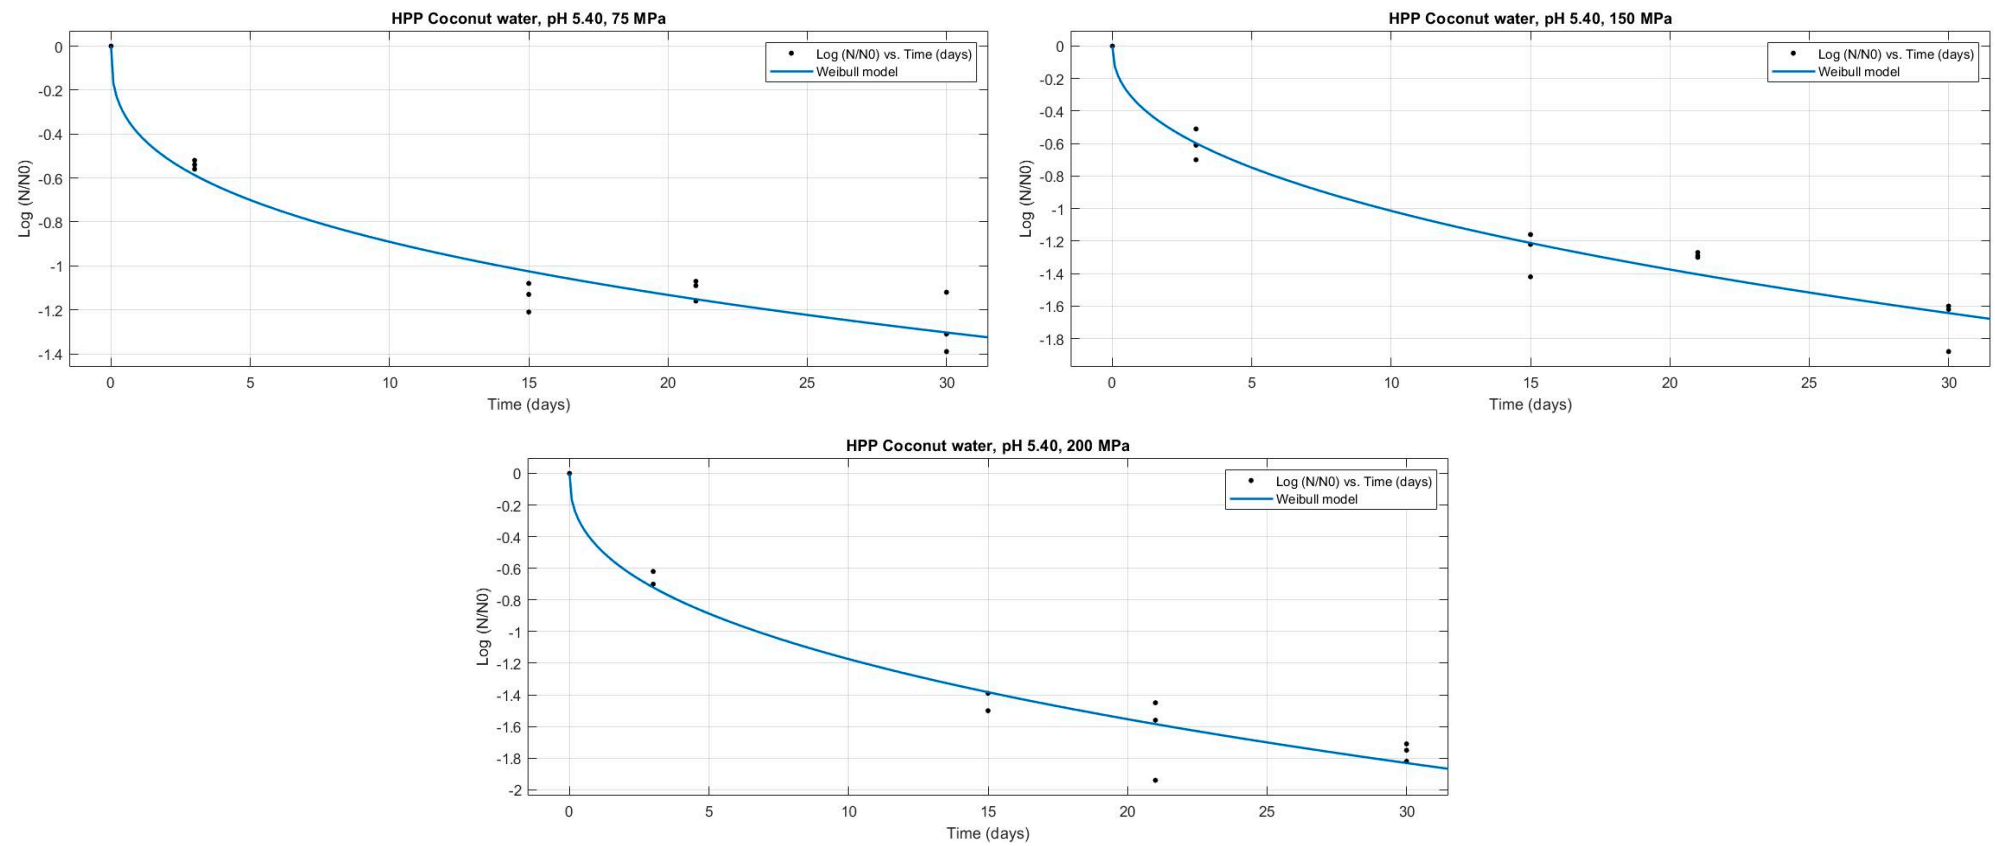 HPP Coconut water, pH 5.40, 75 MPa
Log (N/N0) vs. Time (days)
Weibull model
0
-0.2
-0.4
-0.6
-0.8
-1
-1.2
-1.4
Log (N/N0)
0 5 10 15 20 25 30
Time (days)
HPP Coconut water, pH 5.40, 150 MPa
Log (N/N0) vs. Time (days)
Weibull model
0
-0.2
-0.4
-0.6
-0.8
-1
-1.2
-1.4
-1.6
-1.8
Log (N/N0)
0 5 10 15 20 25 30
Time (days)
HPP Coconut water, pH 5.40, 200 MPa
Log (N/N0) vs. Time (days)
Weibull model
0
-0.2
-0.4
-0.6
-0.8
-1
-1.2
-1.4
-1.6
-1.8
-2
Log (N/N0)
0 5 10 15 20 25 30
Time (days)